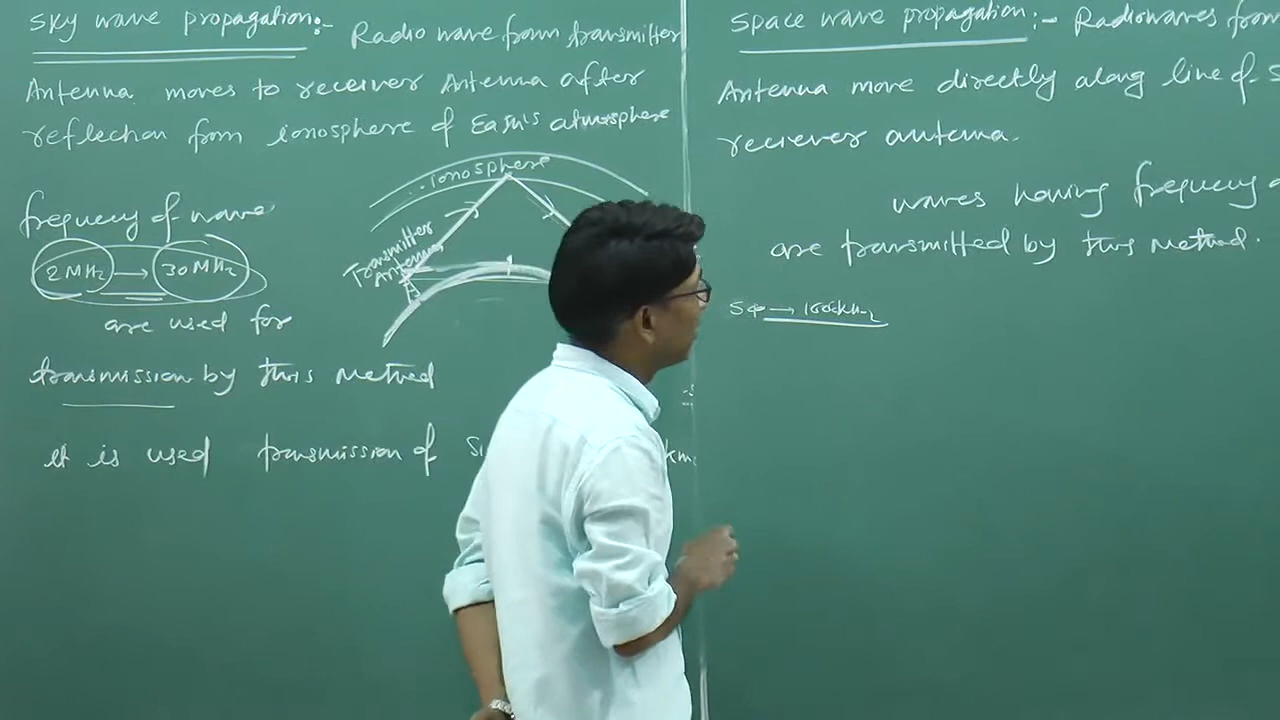 Sky wave propagation:- Radio wave from transmitter
Antenna moves to receiver Antenna after
reflection from ionosphere of Earth's atmosphere
Ionosphere
Transmitter
Antenna
frequency of wave
2 MHz → 30 MHz
are used for
transmission by this method
it is used transmission of
km
Space wave propagation:- Radiowaves from
Antenna move directly along line of S
reciever antenna.
waves having frequency
are transmitted by this method.